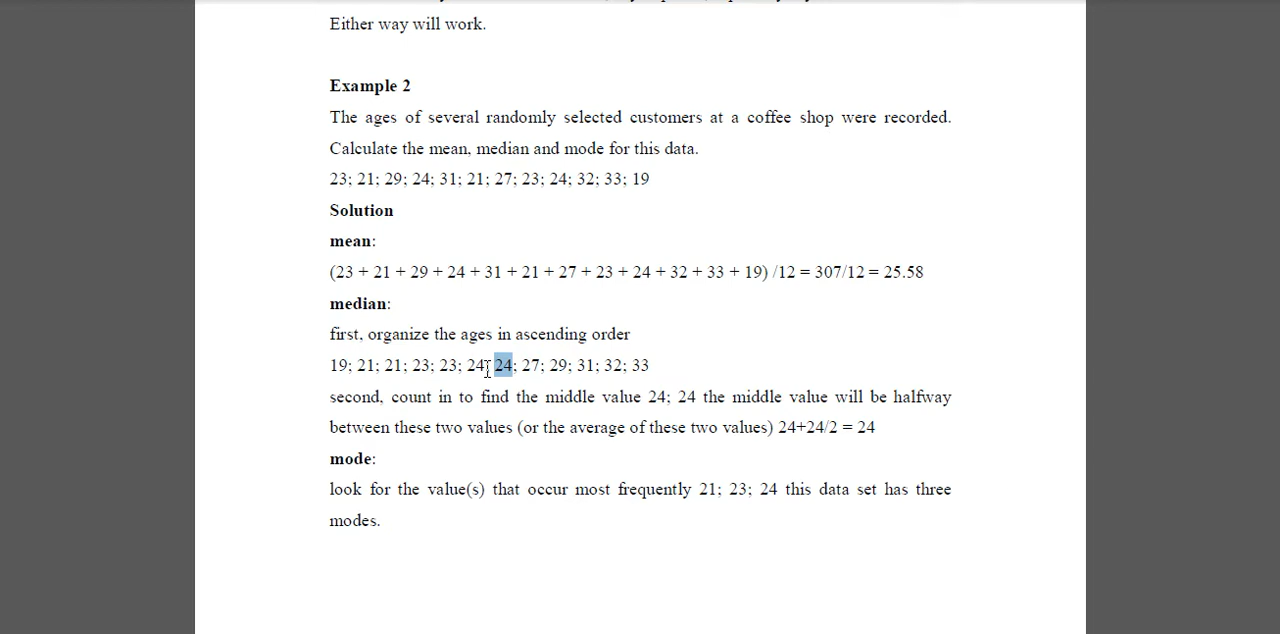 Either way will work.
Example 2
The ages of several randomly selected customers at a coffee shop were recorded.
Calculate the mean, median and mode for this data.
23; 21; 29; 24; 31; 21; 27; 23; 24; 32; 33; 19
Solution
mean:
(23 + 21 + 29 + 24 + 31 + 21 + 27 + 23 + 24 + 32 + 33 + 19) /12 = 307/12 = 25.58
median:
first, organize the ages in ascending order
19; 21; 21; 23; 23; 24; 24; 27; 29; 31; 32; 33
second, count in to find the middle value 24; 24 the middle value will be halfway
between these two values (or the average of these two values) 24+24/2 = 24
mode:
look for the value(s) that occur most frequently 21; 23; 24 this data set has three
modes.